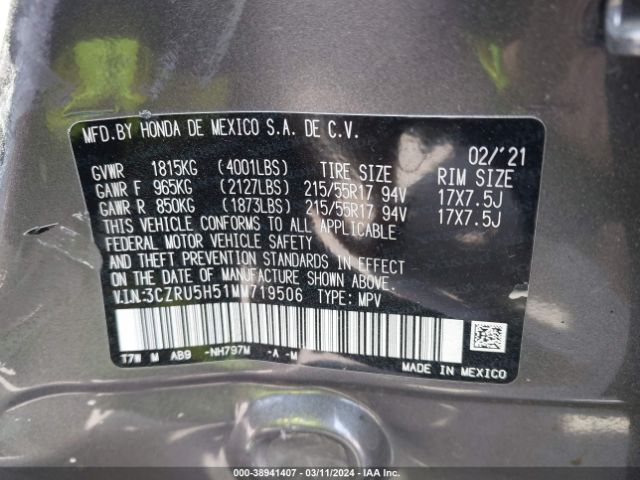 MFD.BY HONDA DE MEXICO S.A. DE C.V.
02/'21
GVWR 1815KG (4001LBS) TIRE SIZE RIM SIZE
GAWR F 965KG (2127LBS) 215/55R17 94V 17X7.5J
GAWR R 850KG (1873LBS) 215/55R17 94V 17X7.5J
THIS VEHICLE CONFORMS TO ALL APPLICABLE
FEDERAL MOTOR VEHICLE SAFETY
AND THEFT PREVENTION STANDARDS IN EFFECT
ON THE DATE OF MANUFACTURE SHOWN ABOVE.
V.I.N:3CZRU5H51MM719506 TYPE: MPV
T7W M AB9 -NH797M -A -M
MADE IN MEXICO
000-38941407 - 03/11/2024 - IAA Inc.